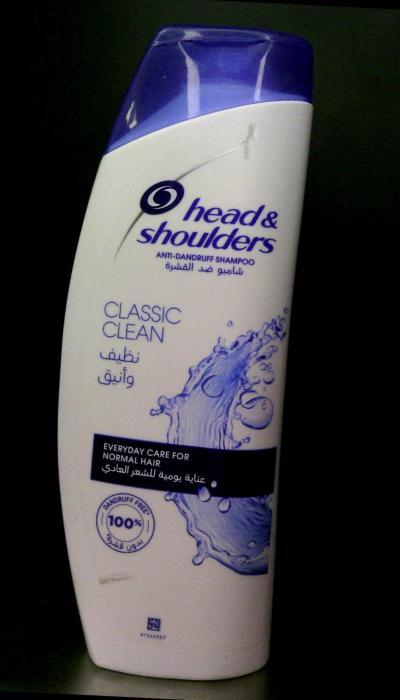 head &
shoulders
ANTI-DANDRUFF SHAMPOO
شامبو ضد القشرة
CLASSIC
CLEAN
نظيف
وأنيق
EVERYDAY CARE FOR
NORMAL HAIR
عناية يومية للشعر العادي
DANDRUFF FREE*
100%
بدون قشرة*